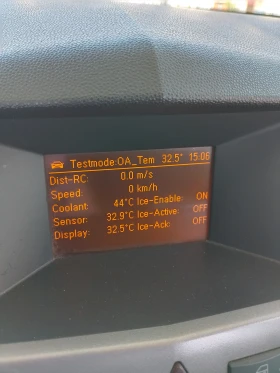 Testmode:OA_Tem 32.5° 15:06
Dist-RC: 0.0 m/s
Speed: 0 km/h
Coolant: 44°C Ice-Enable: ON
Sensor: 32.9°C Ice-Active: OFF
Display: 32.5°C Ice-Ack: OFF